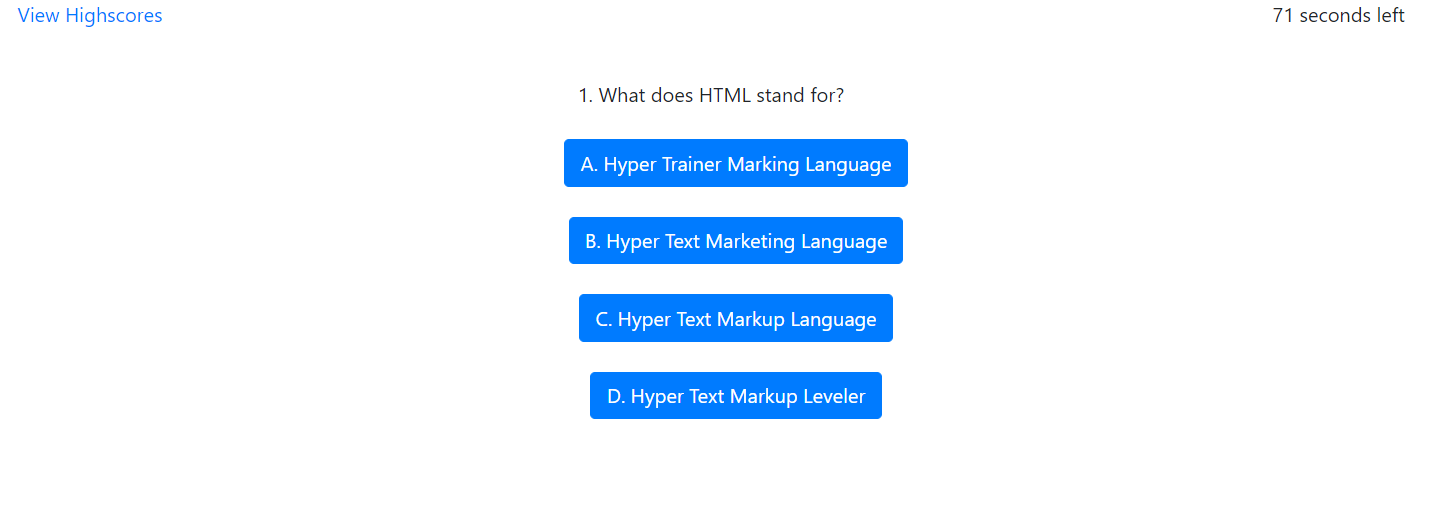 View Highscores
71 seconds left
1. What does HTML stand for?
A. Hyper Trainer Marking Language
B. Hyper Text Marketing Language
C. Hyper Text Markup Language
D. Hyper Text Markup Leveler